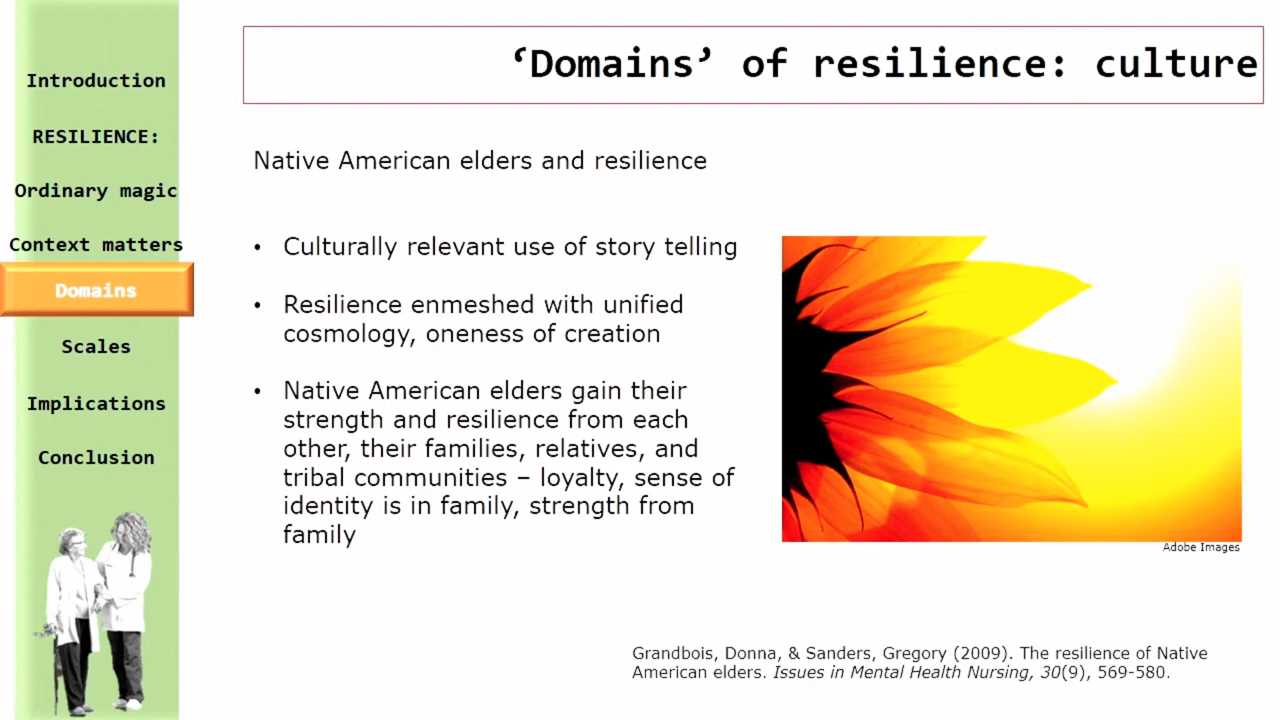 Introduction
RESILIENCE:
Ordinary magic
Context matters
Domains
Scales
Implications
Conclusion
‘Domains’ of resilience: culture
Native American elders and resilience
• Culturally relevant use of story telling
• Resilience enmeshed with unified
cosmology, oneness of creation
• Native American elders gain their
strength and resilience from each
other, their families, relatives, and
tribal communities – loyalty, sense of
identity is in family, strength from
family
Adobe Images
Grandbois, Donna, & Sanders, Gregory (2009). The resilience of Native
American elders. Issues in Mental Health Nursing, 30(9), 569-580.